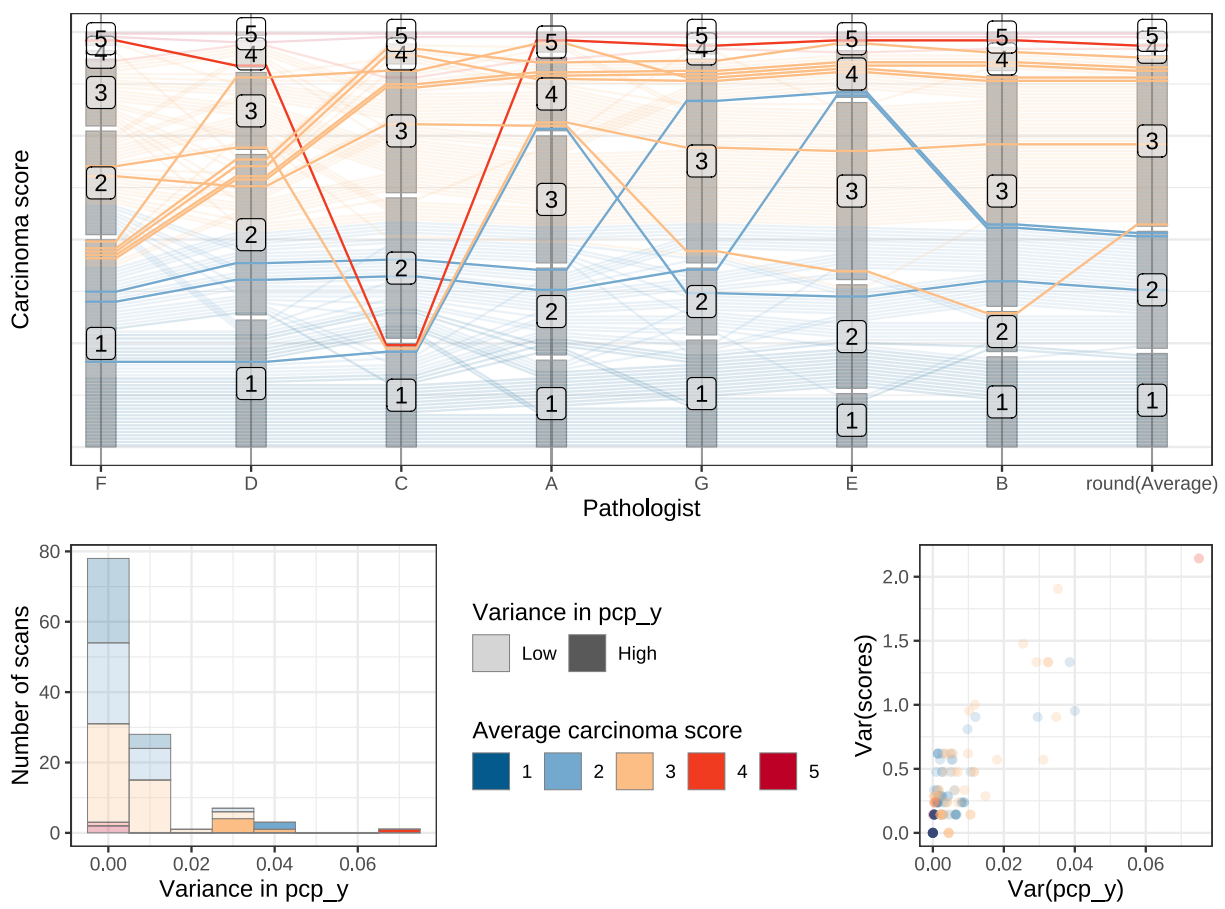 Carcinoma score
5 5 5 5 5 5 5 5
4 4 4 4 4 4 4 4
3 3 3 3 3 3 3 3
2 2 2 2 2 2 2 2
1 1 1 1 1 1 1 1
F D C A G E B round(Average)
Pathologist
Number of scans
80
60
40
20
0
0.00 0.02 0.04 0.06
Variance in pcp_y
Variance in pcp_y
Low High
Average carcinoma score
1 2 3 4 5
Var(scores)
2.0
1.5
1.0
0.5
0.0
0.00 0.02 0.04 0.06
Var(pcp_y)